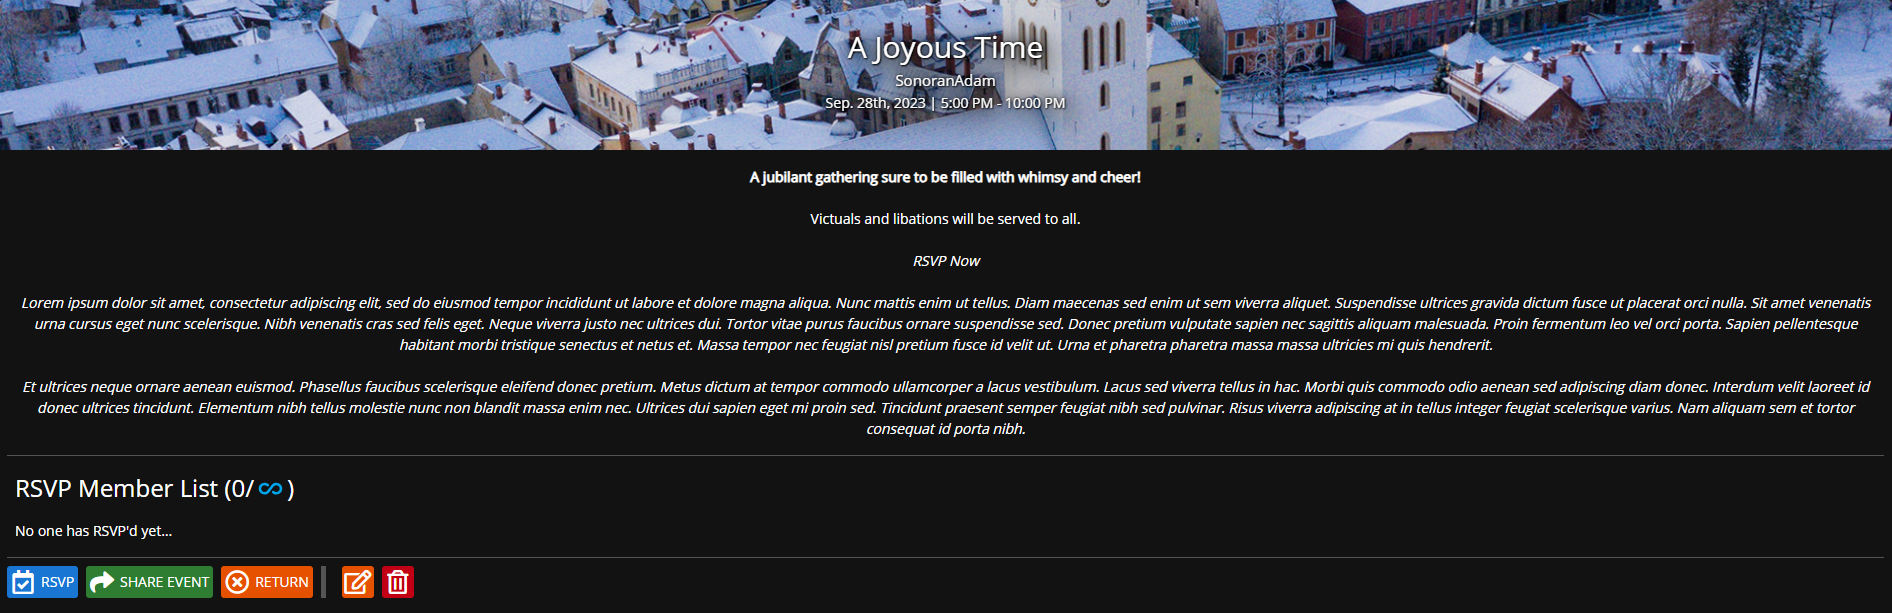 A Joyous Time
SonoranAdam
Sep. 28th, 2023 | 5:00 PM - 10:00 PM
A jubilant gathering sure to be filled with whimsy and cheer!
Victuals and libations will be served to all.
RSVP Now
Lorem ipsum dolor sit amet, consectetur adipiscing elit, sed do eiusmod tempor incididunt ut labore et dolore magna aliqua. Nunc mattis enim ut tellus. Diam maecenas sed enim ut sem viverra aliquet. Suspendisse ultrices gravida dictum fusce ut placerat orci nulla. Sit amet venenatis
urna cursus eget nunc scelerisque. Nibh venenatis cras sed felis eget. Neque viverra justo nec ultrices dui. Tortor vitae purus faucibus ornare suspendisse sed. Donec pretium vulputate sapien nec sagittis aliquam malesuada. Proin fermentum leo vel orci porta. Sapien pellentesque
habitant morbi tristique senectus et netus et. Massa tempor nec feugiat nisl pretium fusce id velit ut. Urna et pharetra pharetra massa massa ultricies mi quis hendrerit.
Et ultrices neque ornare aenean euismod. Phasellus faucibus scelerisque eleifend donec pretium. Metus dictum at tempor commodo ullamcorper a lacus vestibulum. Lacus sed viverra tellus in hac. Morbi quis commodo odio aenean sed adipiscing diam donec. Interdum velit laoreet id
donec ultrices tincidunt. Elementum nibh tellus molestie nunc non blandit massa enim nec. Ultrices dui sapien eget mi proin sed. Tincidunt praesent semper feugiat nibh sed pulvinar. Risus viverra adipiscing at in tellus integer feugiat scelerisque varius. Nam aliquam sem et tortor
consequat id porta nibh.
RSVP Member List (0/∞)
No one has RSVP'd yet...
RSVP SHARE EVENT RETURN